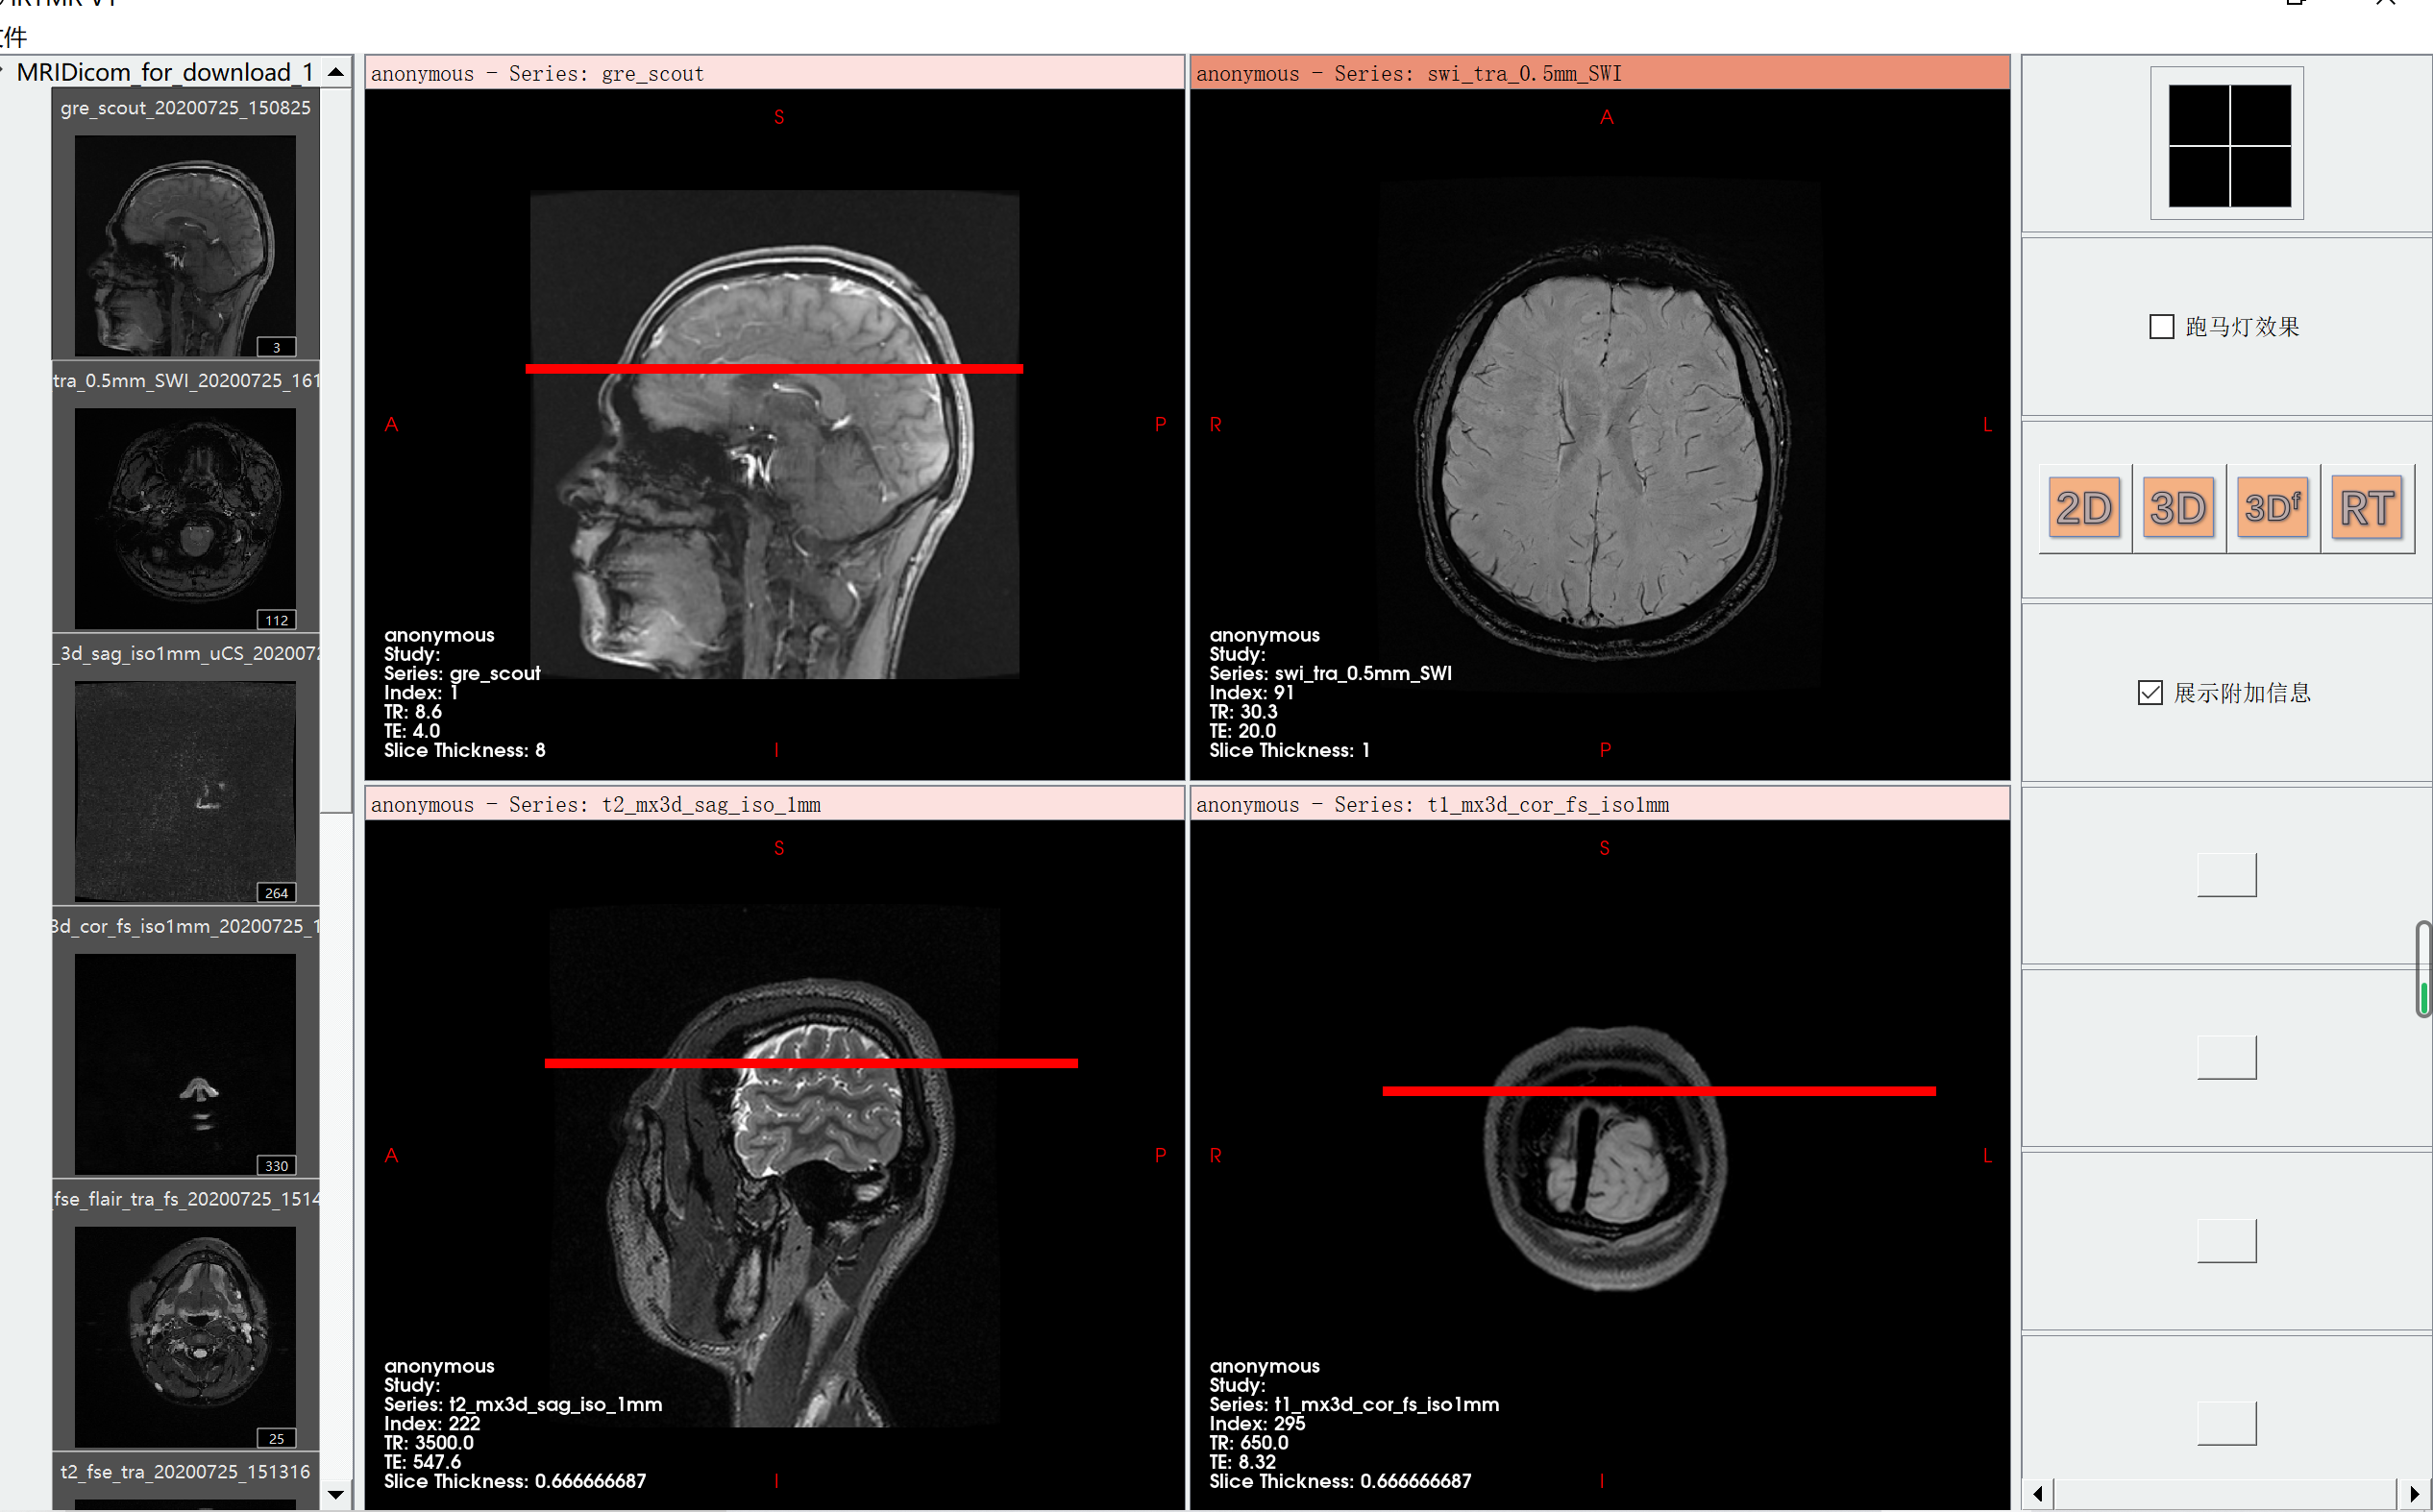 件
MRIDicom_for_download_1
gre_scout_20200725_150825
3
tra_0.5mm_SWI_20200725_161
112
_3d_sag_iso1mm_uCS_2020072
264
3d_cor_fs_iso1mm_20200725_1
330
fse_flair_tra_fs_20200725_1514
25
t2_fse_tra_20200725_151316
anonymous - Series: gre_scout
S
A
P
anonymous
Study:
Series: gre_scout
Index: 1
TR: 8.6
TE: 4.0
Slice Thickness: 8
I
anonymous - Series: swi_tra_0.5mm_SWI
A
R
L
anonymous
Study:
Series: swi_tra_0.5mm_SWI
Index: 91
TR: 30.3
TE: 20.0
Slice Thickness: 1
P
anonymous - Series: t2_mx3d_sag_iso_1mm
S
A
P
anonymous
Study:
Series: t2_mx3d_sag_iso_1mm
Index: 222
TR: 3500.0
TE: 547.6
Slice Thickness: 0.666666687
I
anonymous - Series: t1_mx3d_cor_fs_iso1mm
S
R
L
anonymous
Study:
Series: t1_mx3d_cor_fs_iso1mm
Index: 295
TR: 650.0
TE: 8.32
Slice Thickness: 0.666666687
I
跑马灯效果
2D 3D 3Dᶠ RT
展示附加信息